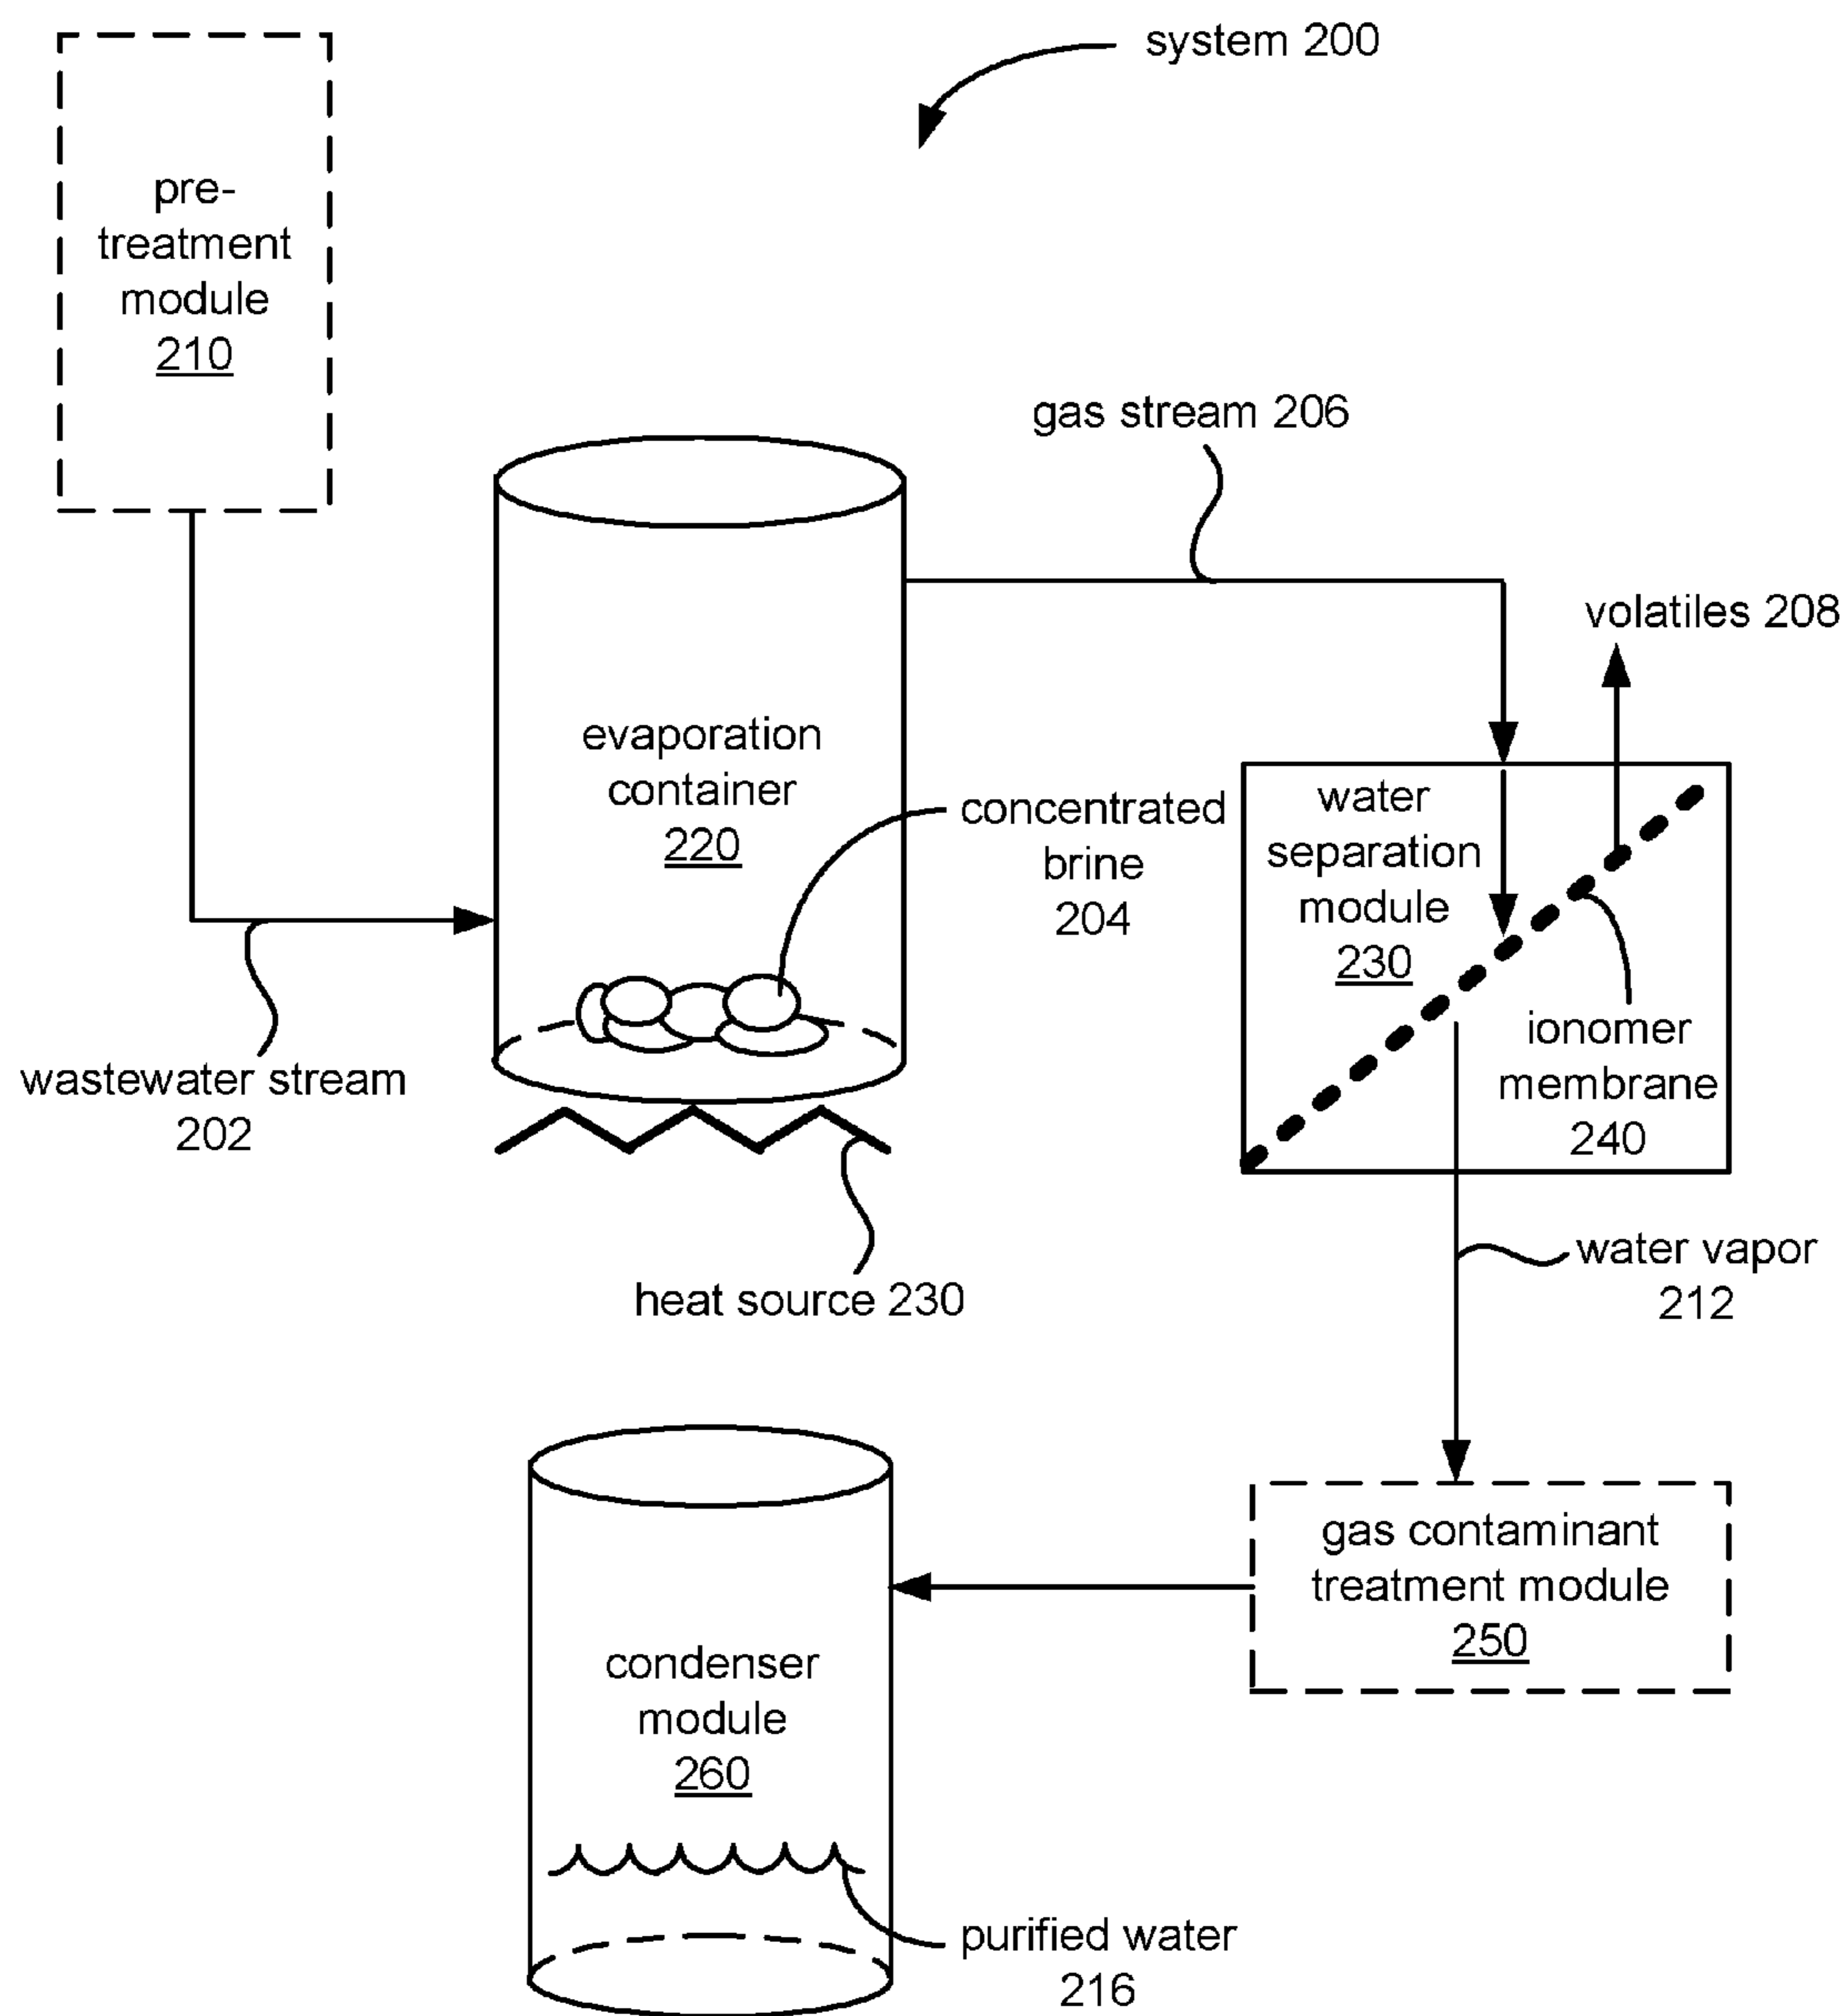 system 200
pre-
treatment
module
210
gas stream 206
volatiles 208
evaporation
container
220
concentrated
brine
204
water
separation
module
230
ionomer
membrane
240
wastewater stream
202
heat source 230
water vapor
212
gas contaminant
treatment module
250
condenser
module
260
purified water
216